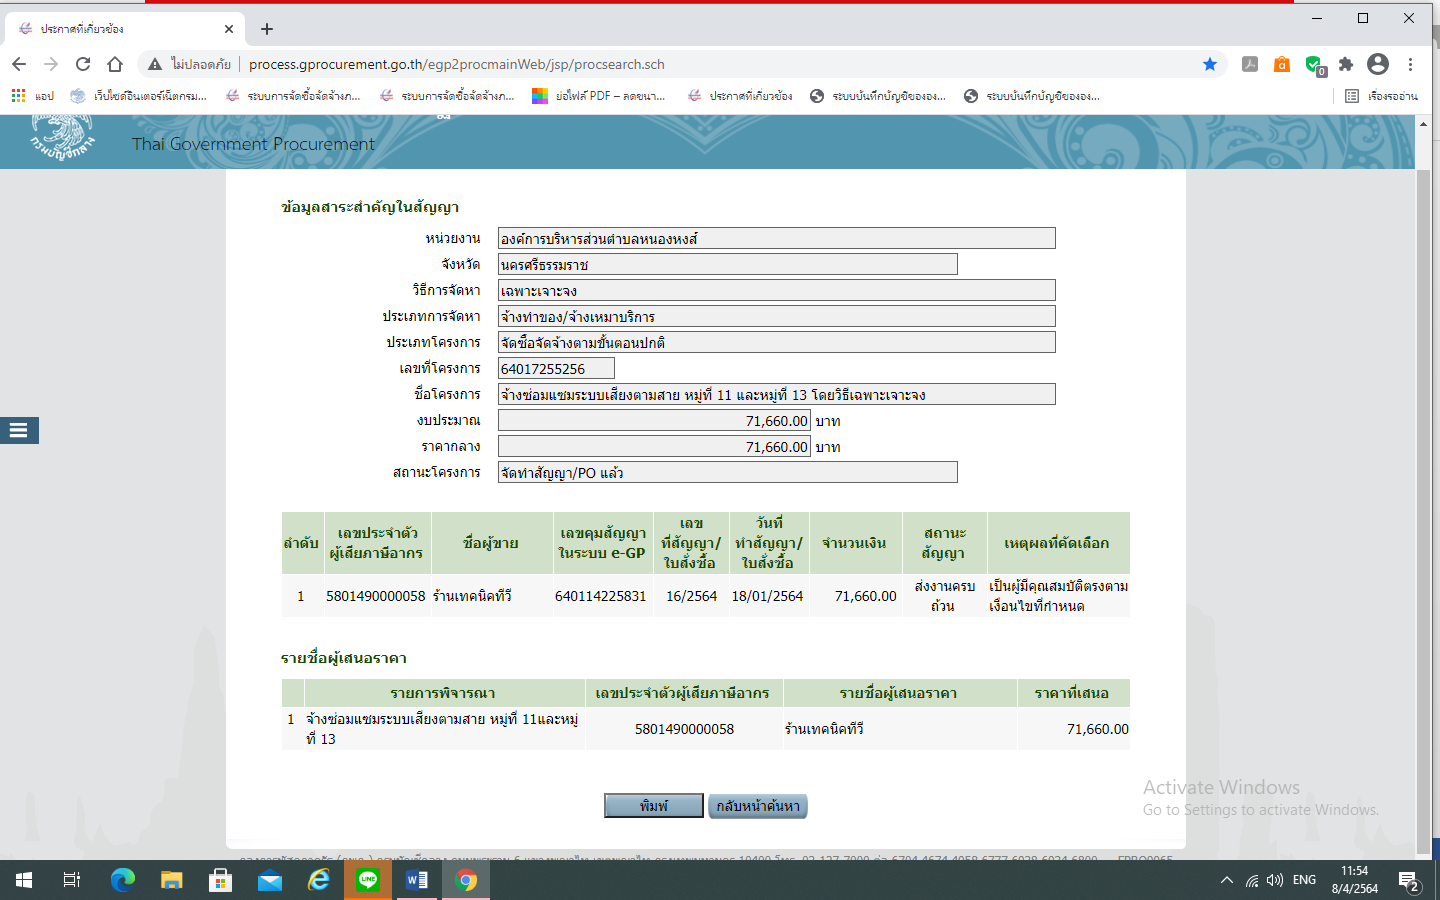 ประกาศที่เกี่ยวข้อง
ไม่ปลอดภัย process.gprocurement.go.th/egp2procmainWeb/jsp/procsearch.sch
0
แอป เว็บไซต์อินเตอร์เน็ตกรม... ระบบการจัดซื้อจัดจ้างภ... ระบบการจัดซื้อจัดจ้างภ... ย่อไฟล์ PDF – ลดขนา... ประกาศที่เกี่ยวข้อง ระบบบันทึกบัญชีขององ... ระบบบันทึกบัญชีขององ... เรื่องรออ่าน
กรมบัญชีกลาง
Thai Government Procurement
ข้อมูลสาระสำคัญในสัญญา
หน่วยงาน องค์การบริหารส่วนตำบลหนองหงส์
จังหวัด นครศรีธรรมราช
วิธีการจัดหา เฉพาะเจาะจง
ประเภทการจัดหา จ้างทำของ/จ้างเหมาบริการ
ประเภทโครงการ จัดซื้อจัดจ้างตามขั้นตอนปกติ
เลขที่โครงการ 64017255256
ชื่อโครงการ จ้างซ่อมแซมระบบเสียงตามสาย หมู่ที่ 11 และหมู่ที่ 13 โดยวิธีเฉพาะเจาะจง
งบประมาณ 71,660.00 บาท
ราคากลาง 71,660.00 บาท
สถานะโครงการ จัดทำสัญญา/PO แล้ว
ลำดับ เลขประจำตัวผู้เสียภาษีอากร ชื่อผู้ขาย เลขคุมสัญญาในระบบ e-GP เลขที่สัญญา/ใบสั่งซื้อ วันที่ทำสัญญา/ใบสั่งซื้อ จำนวนเงิน สถานะสัญญา เหตุผลที่คัดเลือก
1 5801490000058 ร้านเทคนิคทีวี 640114225831 16/2564 18/01/2564 71,660.00 ส่งงานครบถ้วน เป็นผู้มีคุณสมบัติตรงตามเงื่อนไขที่กำหนด
รายชื่อผู้เสนอราคา
รายการพิจารณา เลขประจำตัวผู้เสียภาษีอากร รายชื่อผู้เสนอราคา ราคาที่เสนอ
1 จ้างซ่อมแซมระบบเสียงตามสาย หมู่ที่ 11และหมู่ที่ 13 5801490000058 ร้านเทคนิคทีวี 71,660.00
พิมพ์ กลับหน้าค้นหา
Activate Windows
Go to Settings to activate Windows.
LINE
ENG
11:54
8/4/2564
2